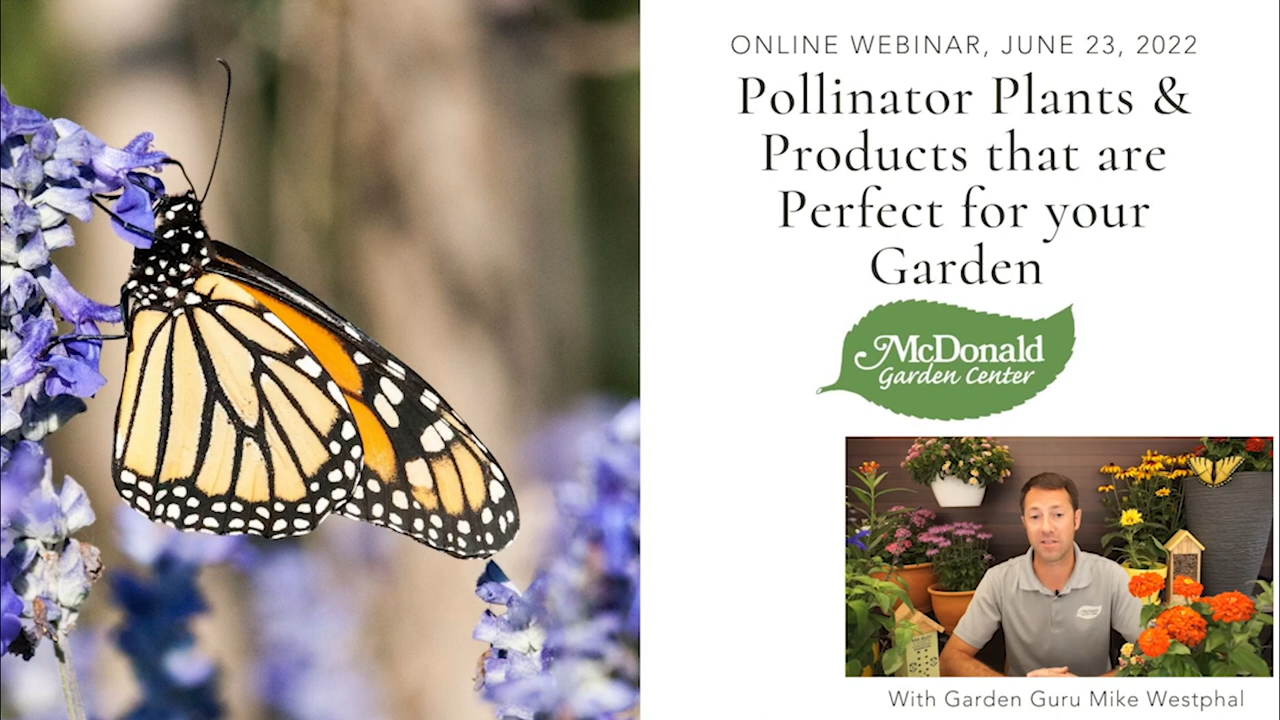 ONLINE WEBINAR, JUNE 23, 2022
Pollinator Plants &
Products that are
Perfect for your
Garden
McDonald
Garden Center
With Garden Guru Mike Westphal